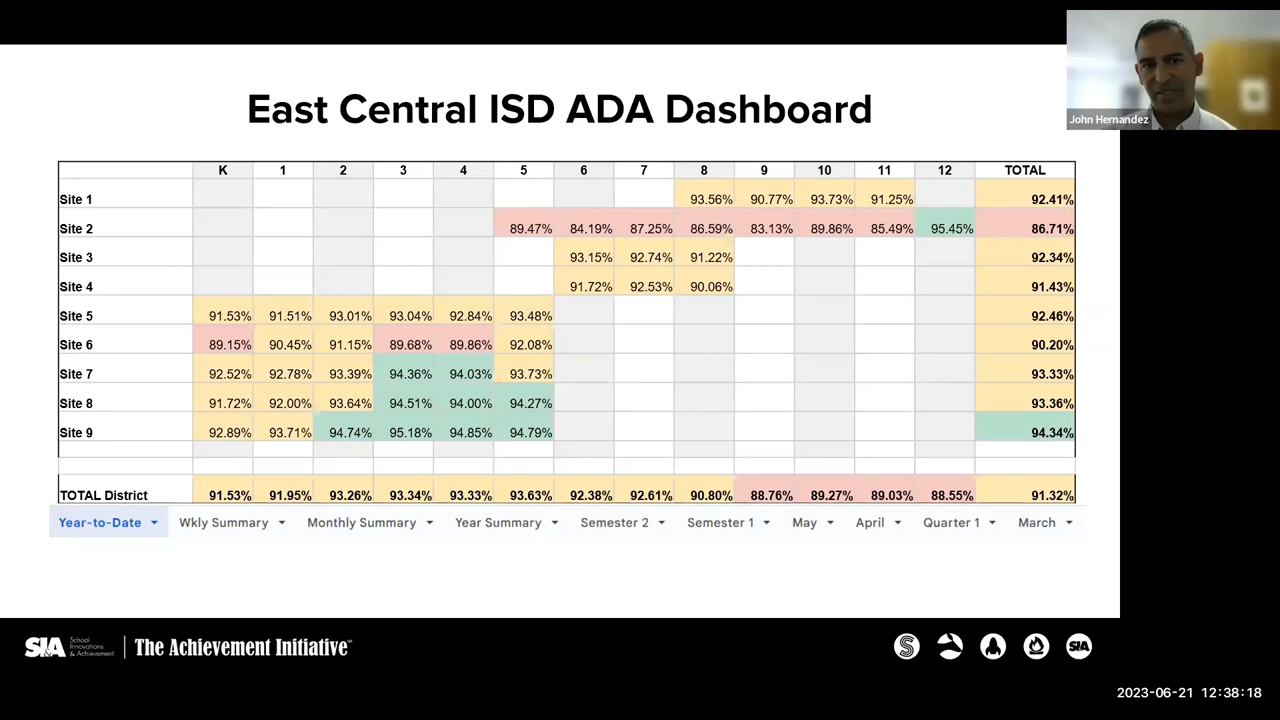 East Central ISD ADA Dashboard
John Hernandez
K 1 2 3 4 5 6 7 8 9 10 11 12 TOTAL
Site 1 93.56% 90.77% 93.73% 91.25% 92.41%
Site 2 89.47% 84.19% 87.25% 86.59% 83.13% 89.86% 85.49% 95.45% 86.71%
Site 3 93.15% 92.74% 91.22% 92.34%
Site 4 91.72% 92.53% 90.06% 91.43%
Site 5 91.53% 91.51% 93.01% 93.04% 92.84% 93.48% 92.46%
Site 6 89.15% 90.45% 91.15% 89.68% 89.86% 92.08% 90.20%
Site 7 92.52% 92.78% 93.39% 94.36% 94.03% 93.73% 93.33%
Site 8 91.72% 92.00% 93.64% 94.51% 94.00% 94.27% 93.36%
Site 9 92.89% 93.71% 94.74% 95.18% 94.85% 94.79% 94.34%
TOTAL District 91.53% 91.95% 93.26% 93.34% 93.33% 93.63% 92.38% 92.61% 90.80% 88.76% 89.27% 89.03% 88.55% 91.32%
Year-to-Date Wkly Summary Monthly Summary Year Summary Semester 2 Semester 1 May April Quarter 1 March
SIA School Innovations & Achievement The Achievement Initiative℠ SIA
2023-06-21 12:38:18